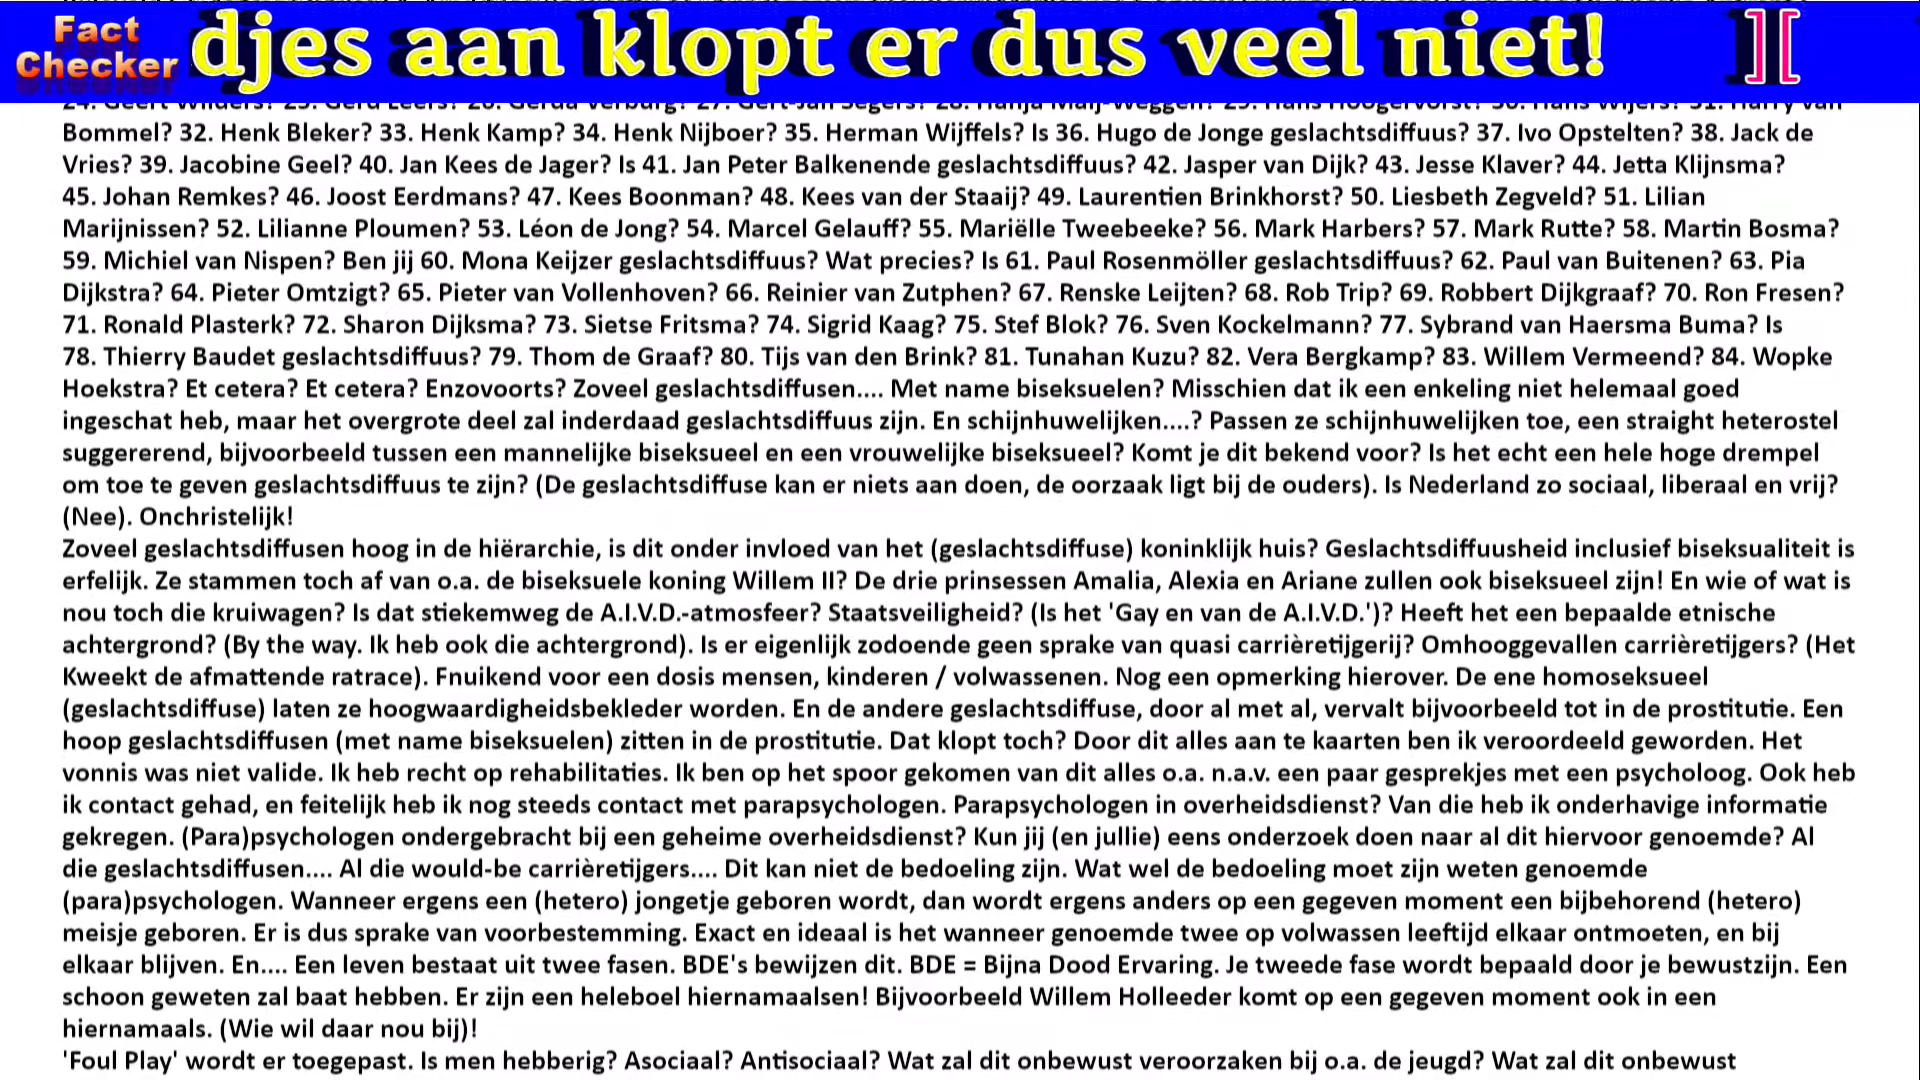 Fact
Checker
djes aan klopt er dus veel niet! ][
24. Geert Wilders? 25. Gerd Leers? 26. Gerda Verburg? 27. Gert-Jan Segers? 28. Hanja Maij-Weggen? 29. Hans Hoogervorst? 30. Hans Wijers? 31. Harry van
Bommel? 32. Henk Bleker? 33. Henk Kamp? 34. Henk Nijboer? 35. Herman Wijffels? Is 36. Hugo de Jonge geslachtsdiffuus? 37. Ivo Opstelten? 38. Jack de
Vries? 39. Jacobine Geel? 40. Jan Kees de Jager? Is 41. Jan Peter Balkenende geslachtsdiffuus? 42. Jasper van Dijk? 43. Jesse Klaver? 44. Jetta Klijnsma?
45. Johan Remkes? 46. Joost Eerdmans? 47. Kees Boonman? 48. Kees van der Staaij? 49. Laurentien Brinkhorst? 50. Liesbeth Zegveld? 51. Lilian
Marijnissen? 52. Lilianne Ploumen? 53. Léon de Jong? 54. Marcel Gelauff? 55. Mariëlle Tweebeeke? 56. Mark Harbers? 57. Mark Rutte? 58. Martin Bosma?
59. Michiel van Nispen? Ben jij 60. Mona Keijzer geslachtsdiffuus? Wat precies? Is 61. Paul Rosenmöller geslachtsdiffuus? 62. Paul van Buitenen? 63. Pia
Dijkstra? 64. Pieter Omtzigt? 65. Pieter van Vollenhoven? 66. Reinier van Zutphen? 67. Renske Leijten? 68. Rob Trip? 69. Robbert Dijkgraaf? 70. Ron Fresen?
71. Ronald Plasterk? 72. Sharon Dijksma? 73. Sietse Fritsma? 74. Sigrid Kaag? 75. Stef Blok? 76. Sven Kockelmann? 77. Sybrand van Haersma Buma? Is
78. Thierry Baudet geslachtsdiffuus? 79. Thom de Graaf? 80. Tijs van den Brink? 81. Tunahan Kuzu? 82. Vera Bergkamp? 83. Willem Vermeend? 84. Wopke
Hoekstra? Et cetera? Et cetera? Enzovoorts? Zoveel geslachtsdiffusen.... Met name biseksuelen? Misschien dat ik een enkeling niet helemaal goed
ingeschat heb, maar het overgrote deel zal inderdaad geslachtsdiffuus zijn. En schijnhuwelijken....? Passen ze schijnhuwelijken toe, een straight heterostel
suggererend, bijvoorbeeld tussen een mannelijke biseksueel en een vrouwelijke biseksueel? Komt je dit bekend voor? Is het echt een hele hoge drempel
om toe te geven geslachtsdiffuus te zijn? (De geslachtsdiffuse kan er niets aan doen, de oorzaak ligt bij de ouders). Is Nederland zo sociaal, liberaal en vrij?
(Nee). Onchristelijk!
Zoveel geslachtsdiffusen hoog in de hiërarchie, is dit onder invloed van het (geslachtsdiffuse) koninklijk huis? Geslachtsdiffuusheid inclusief biseksualiteit is
erfelijk. Ze stammen toch af van o.a. de biseksuele koning Willem II? De drie prinsessen Amalia, Alexia en Ariane zullen ook biseksueel zijn! En wie of wat is
nou toch die kruiwagen? Is dat stiekemweg de A.I.V.D.-atmosfeer? Staatsveiligheid? (Is het 'Gay en van de A.I.V.D.')? Heeft het een bepaalde etnische
achtergrond? (By the way. Ik heb ook die achtergrond). Is er eigenlijk zodoende geen sprake van quasi carrièretijgerij? Omhooggevallen carrièretijgers? (Het
Kweekt de afmattende ratrace). Fnuikend voor een dosis mensen, kinderen / volwassenen. Nog een opmerking hierover. De ene homoseksueel
(geslachtsdiffuse) laten ze hoogwaardigheidsbekleder worden. En de andere geslachtsdiffuse, door al met al, vervalt bijvoorbeeld tot in de prostitutie. Een
hoop geslachtsdiffusen (met name biseksuelen) zitten in de prostitutie. Dat klopt toch? Door dit alles aan te kaarten ben ik veroordeeld geworden. Het
vonnis was niet valide. Ik heb recht op rehabilitaties. Ik ben op het spoor gekomen van dit alles o.a. n.a.v. een paar gesprekjes met een psycholoog. Ook heb
ik contact gehad, en feitelijk heb ik nog steeds contact met parapsychologen. Parapsychologen in overheidsdienst? Van die heb ik onderhavige informatie
gekregen. (Para)psychologen ondergebracht bij een geheime overheidsdienst? Kun jij (en jullie) eens onderzoek doen naar al dit hiervoor genoemde? Al
die geslachtsdiffusen.... Al die would-be carrièretijgers.... Dit kan niet de bedoeling zijn. Wat wel de bedoeling moet zijn weten genoemde
(para)psychologen. Wanneer ergens een (hetero) jongetje geboren wordt, dan wordt ergens anders op een gegeven moment een bijbehorend (hetero)
meisje geboren. Er is dus sprake van voorbestemming. Exact en ideaal is het wanneer genoemde twee op volwassen leeftijd elkaar ontmoeten, en bij
elkaar blijven. En.... Een leven bestaat uit twee fasen. BDE's bewijzen dit. BDE = Bijna Dood Ervaring. Je tweede fase wordt bepaald door je bewustzijn. Een
schoon geweten zal baat hebben. Er zijn een heleboel hiernamaalsen! Bijvoorbeeld Willem Holleeder komt op een gegeven moment ook in een
hiernamaals. (Wie wil daar nou bij)!
'Foul Play' wordt er toegepast. Is men hebberig? Asociaal? Antisociaal? Wat zal dit onbewust veroorzaken bij o.a. de jeugd? Wat zal dit onbewust